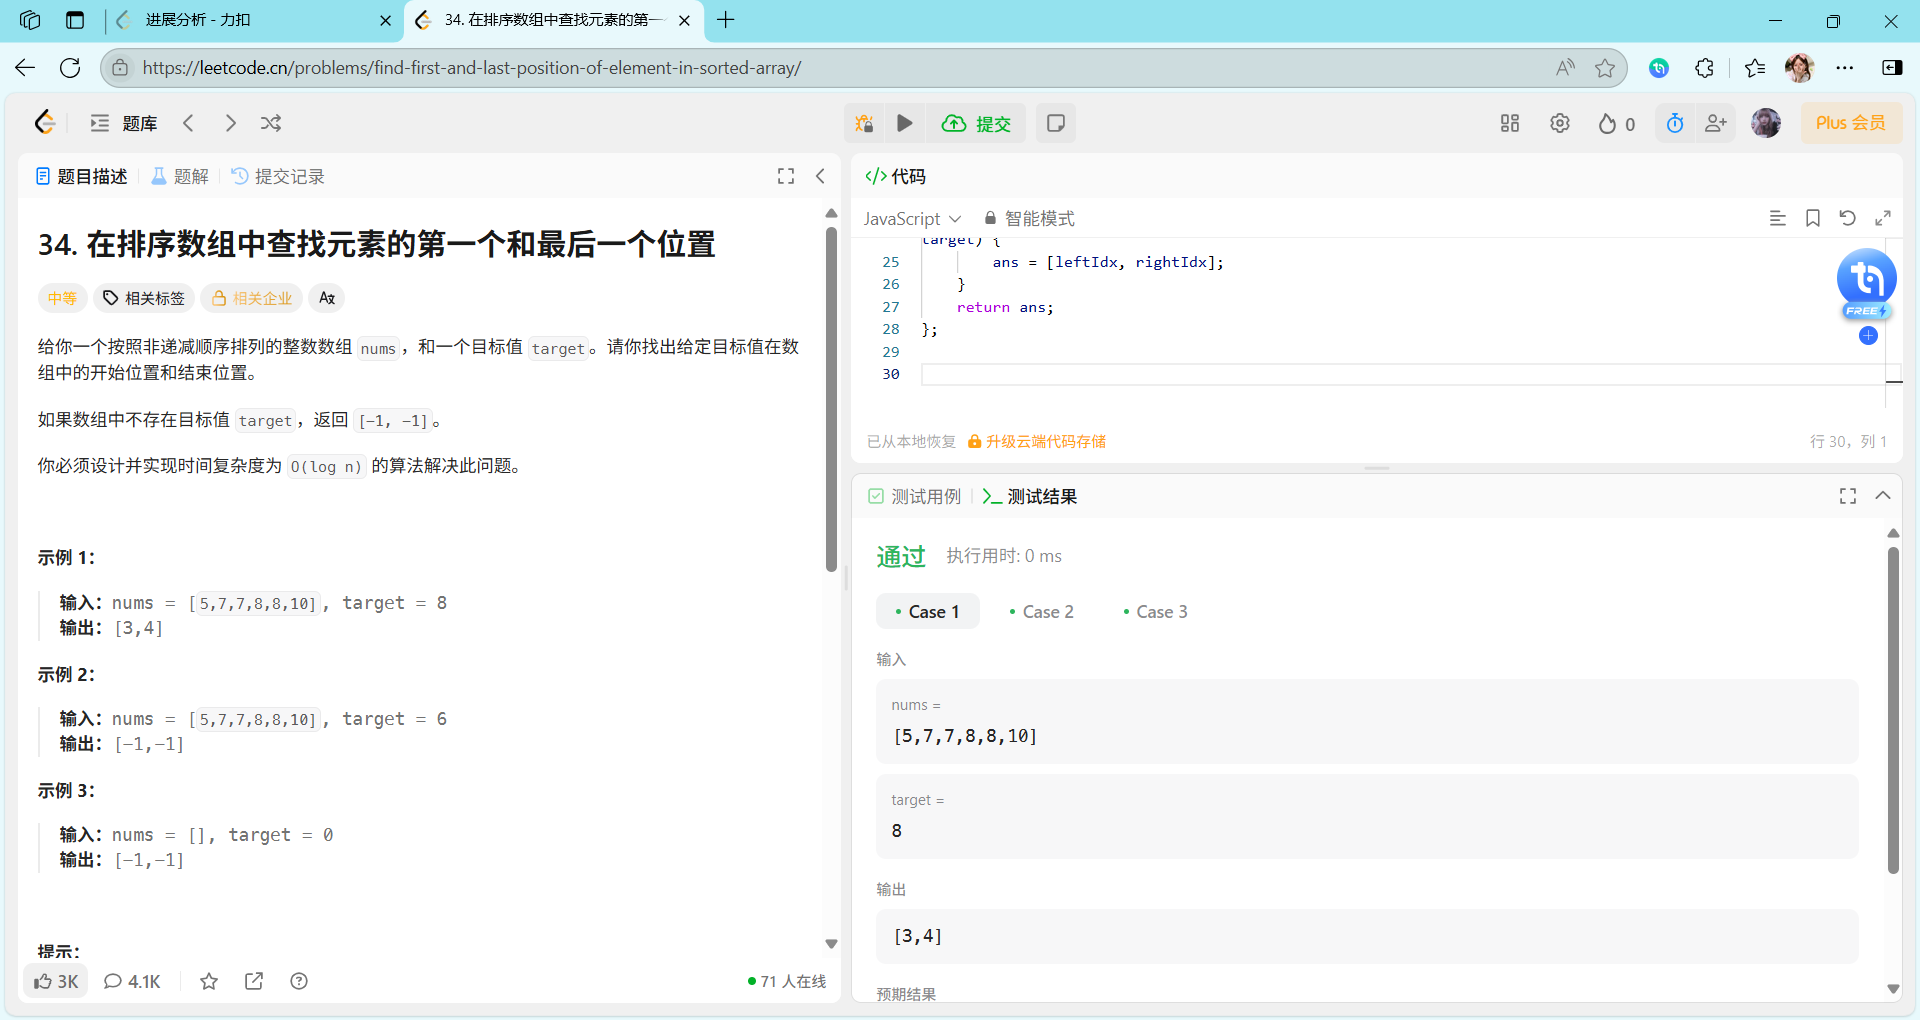 进展分析 - 力扣
34. 在排序数组中查找元素的第一
https://leetcode.cn/problems/find-first-and-last-position-of-element-in-sorted-array/
题库
提交
0
Plus 会员
题目描述
题解
提交记录
34. 在排序数组中查找元素的第一个和最后一个位置
中等
相关标签
相关企业
给你一个按照非递减顺序排列的整数数组 nums，和一个目标值 target。请你找出给定目标值在数
组中的开始位置和结束位置。
如果数组中不存在目标值 target，返回 [-1, -1]。
你必须设计并实现时间复杂度为 O(log n) 的算法解决此问题。
示例 1：
输入：nums = [5,7,7,8,8,10], target = 8
输出：[3,4]
示例 2：
输入：nums = [5,7,7,8,8,10], target = 6
输出：[-1,-1]
示例 3：
输入：nums = [], target = 0
输出：[-1,-1]
提示：
3K
4.1K
71 人在线
</> 代码
JavaScript
智能模式
target) {
25 ans = [leftIdx, rightIdx];
26 }
27 return ans;
28 };
29
30
FREE
已从本地恢复
升级云端代码存储
行 30，列 1
测试用例
测试结果
通过
执行用时: 0 ms
Case 1
Case 2
Case 3
输入
nums =
[5,7,7,8,8,10]
target =
8
输出
[3,4]
预期结果